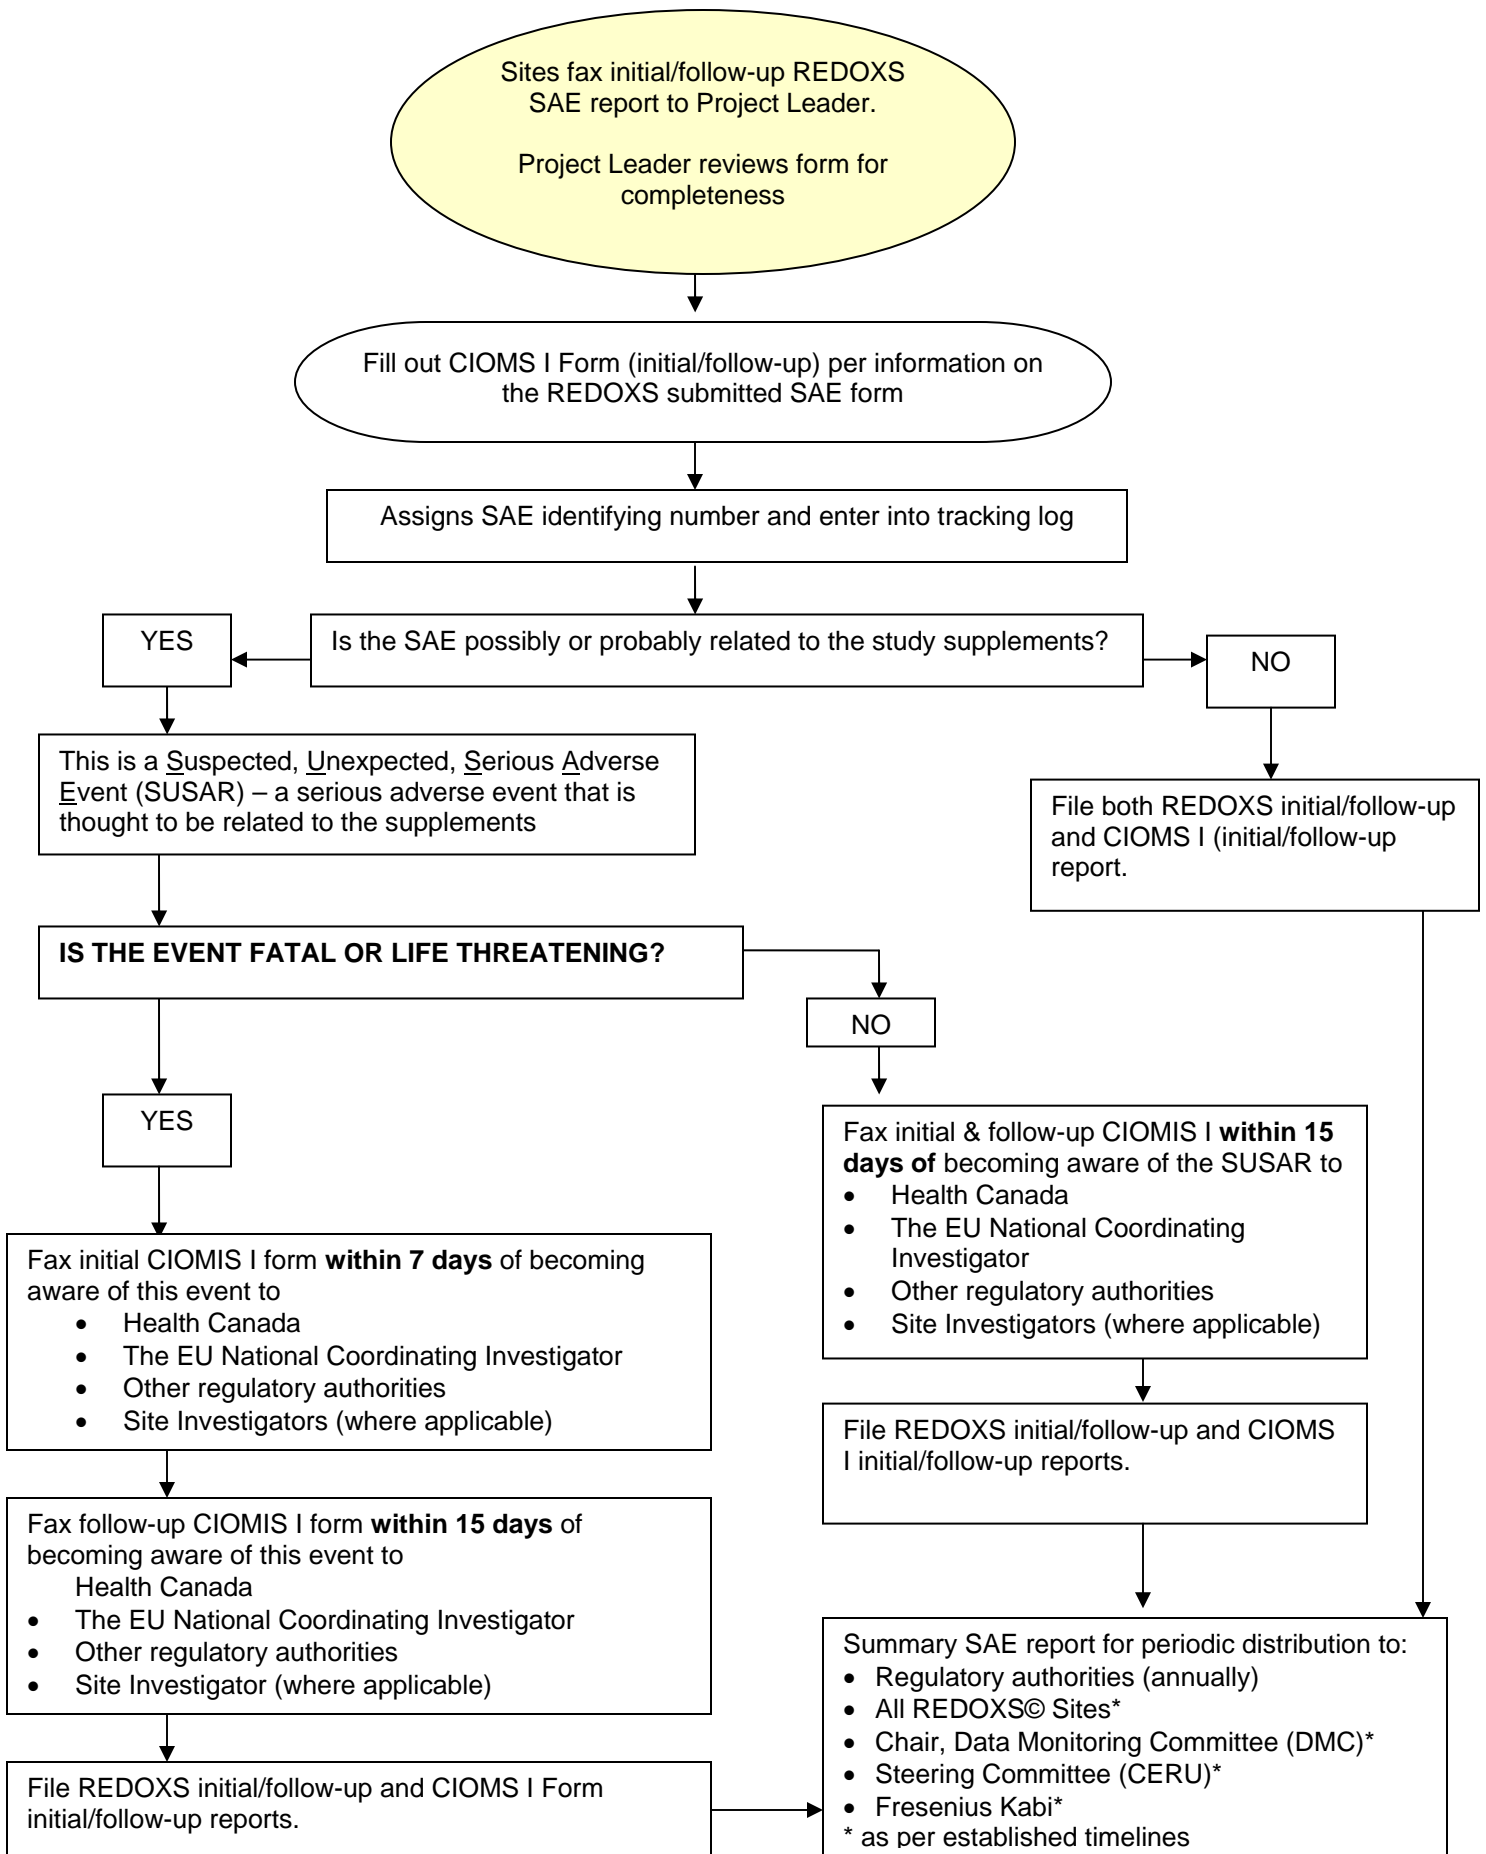 Sites fax initial/follow-up REDOXS
SAE report to Project Leader.
Project Leader reviews form for
completeness
Fill out CIOMS I Form (initial/follow-up) per information on
the REDOXS submitted SAE form
Assigns SAE identifying number and enter into tracking log
YES
Is the SAE possibly or probably related to the study supplements?
NO
This is a Suspected, Unexpected, Serious Adverse
Event (SUSAR) – a serious adverse event that is
thought to be related to the supplements
File both REDOXS initial/follow-up
and CIOMS I (initial/follow-up
report.
IS THE EVENT FATAL OR LIFE THREATENING?
NO
YES
Fax initial & follow-up CIOMIS I within 15
days of becoming aware of the SUSAR to
• Health Canada
• The EU National Coordinating
Investigator
• Other regulatory authorities
• Site Investigators (where applicable)
Fax initial CIOMIS I form within 7 days of becoming
aware of this event to
• Health Canada
• The EU National Coordinating Investigator
• Other regulatory authorities
• Site Investigators (where applicable)
File REDOXS initial/follow-up and CIOMS
I initial/follow-up reports.
Fax follow-up CIOMIS I form within 15 days of
becoming aware of this event to
Health Canada
• The EU National Coordinating Investigator
• Other regulatory authorities
• Site Investigator (where applicable)
Summary SAE report for periodic distribution to:
• Regulatory authorities (annually)
• All REDOXS© Sites*
• Chair, Data Monitoring Committee (DMC)*
• Steering Committee (CERU)*
• Fresenius Kabi*
* as per established timelines
File REDOXS initial/follow-up and CIOMS I Form
initial/follow-up reports.